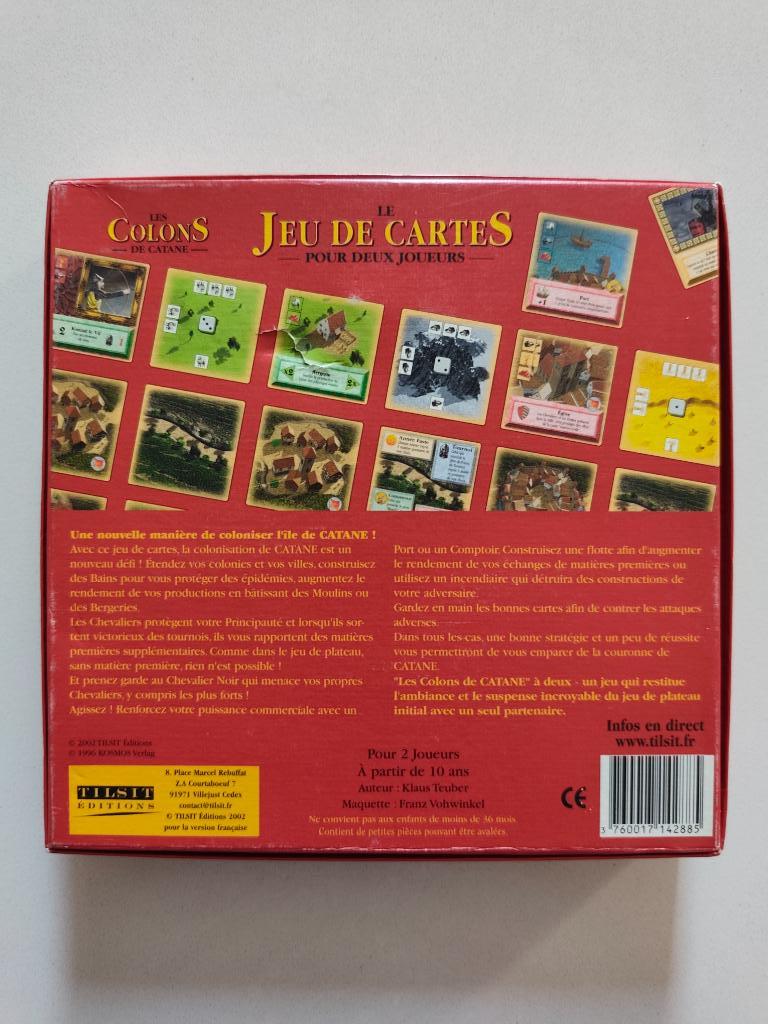 LES
COLONS
DE CATANE
LE
JEU DE CARTES
POUR DEUX JOUEURS
2
Port
+1
x2
Bergerie
2x
Église
Année Faste
Tournoi
Une nouvelle manière de coloniser l'île de CATANE !
Avec ce jeu de cartes, la colonisation de CATANE est un
nouveau défi ! Étendez vos colonies et vos villes, construisez
des Bains pour vous protéger des épidémies, augmentez le
rendement de vos productions en bâtissant des Moulins ou
des Bergeries.
Les Chevaliers protègent votre Principauté et lorsqu'ils sor-
tent victorieux des tournois, ils vous rapportent des matières
premières supplémentaires. Comme dans le jeu de plateau,
sans matière première, rien n'est possible !
Et prenez garde au Chevalier Noir qui menace vos propres
Chevaliers, y compris les plus forts !
Agissez ! Renforcez votre puissance commerciale avec un
Port ou un Comptoir. Construisez une flotte afin d'augmenter
le rendement de vos échanges de matières premières ou
utilisez un incendiaire qui détruira des constructions de
votre adversaire.
Gardez en main les bonnes cartes afin de contrer les attaques
adverses.
Dans tous les cas, une bonne stratégie et un peu de réussite
vous permettront de vous emparer de la couronne de
CATANE.
"Les Colons de CATANE" à deux - un jeu qui restitue
l'ambiance et le suspense incroyable du jeu de plateau
initial avec un seul partenaire.
Infos en direct
www.tilsit.fr
© 2002 TILSIT Éditions
© 1996 KOSMOS Verlag
TILSIT
ÉDITIONS
8, Place Marcel Rebuffat
Z.A Courtaboeuf 7
91971 Villejust Cedex
contact@tilsit.fr
© TILSIT Éditions 2002
pour la version française
Pour 2 Joueurs
À partir de 10 ans
Auteur : Klaus Teuber
Maquette : Franz Vohwinkel
Ne convient pas aux enfants de moins de 36 mois.
Contient de petites pièces pouvant être avalées.
CE
3 760017 142885